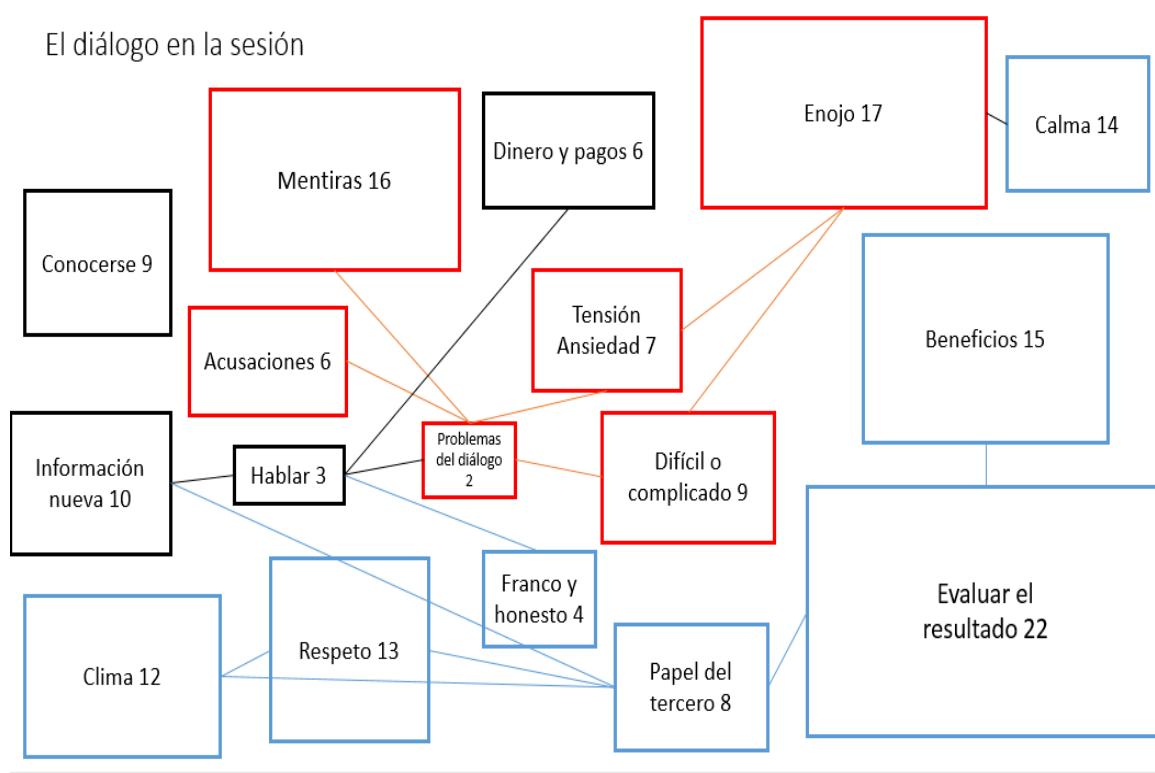 El diálogo en la sesión
Mentiras 16
Dinero y pagos 6
Enojo 17
Calma 14
Conocerse 9
Acusaciones 6
Tensión
Ansiedad 7
Beneficios 15
Información
nueva 10
Hablar 3
Problemas
del diálogo
2
Difícil o
complicado 9
Franco y
honesto 4
Evaluar el
resultado 22
Clima 12
Respeto 13
Papel del
tercero 8